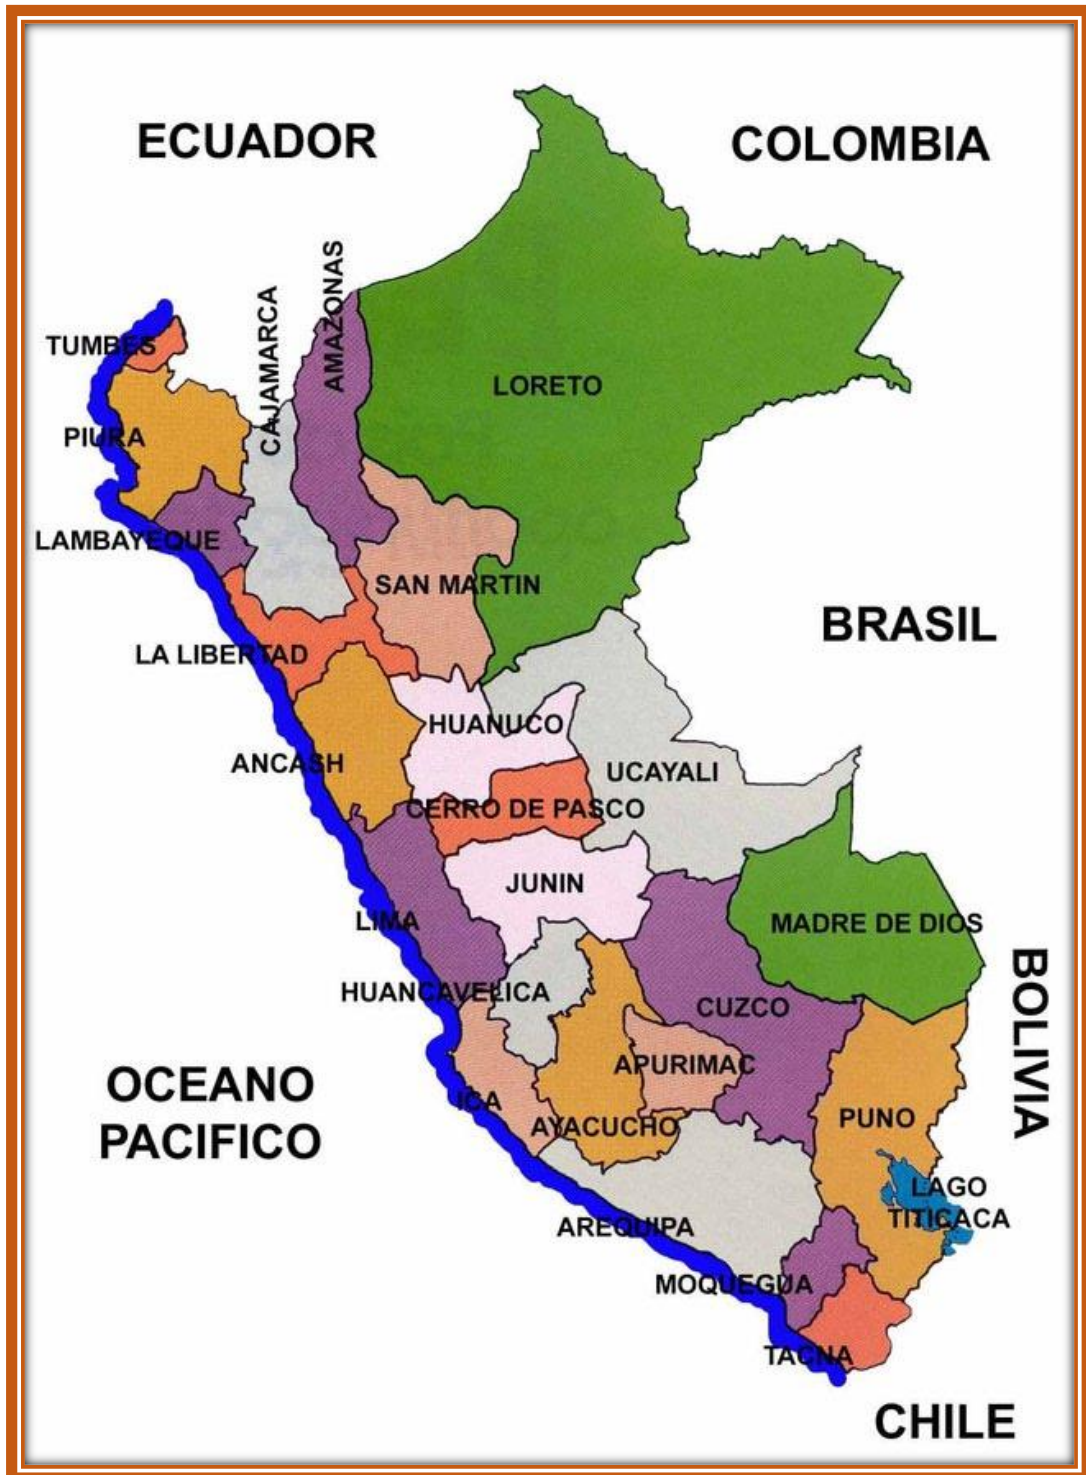 ECUADOR
COLOMBIA
AMAZONAS
CAJAMARCA
TUMBES
LORETO
PIURA
LAMBAYEQUE
SAN MARTIN
BRASIL
LA LIBERTAD
HUANUCO
ANCASH
UCAYALI
CERRO DE PASCO
JUNIN
LIMA
MADRE DE DIOS
HUANCAVELICA
CUZCO
BOLIVIA
APURIMAC
OCEANO
PACIFICO
ICA
AYACUCHO
PUNO
LAGO
TITICACA
AREQUIPA
MOQUEGUA
TACNA
CHILE